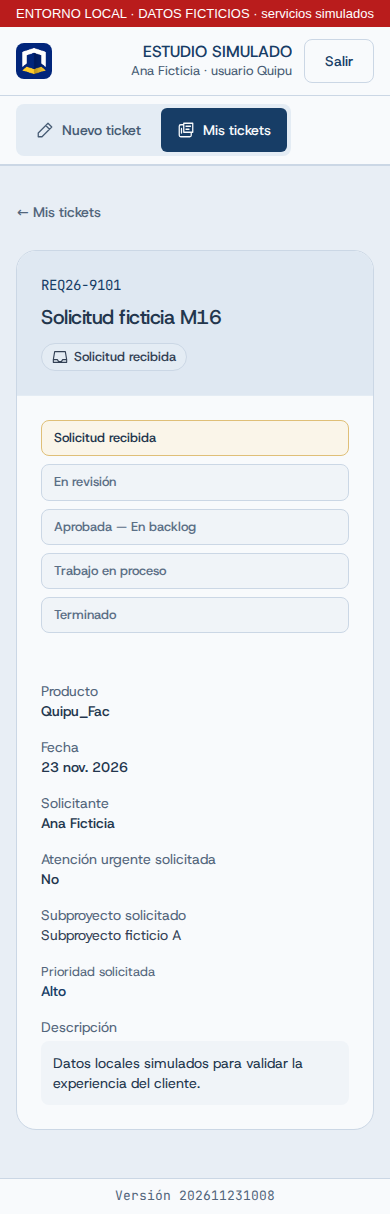 ENTORNO LOCAL · DATOS FICTICIOS · servicios simulados
ESTUDIO SIMULADO
Ana Ficticia · usuario Quipu
Salir
Nuevo ticket
Mis tickets
← Mis tickets
REQ26-9101
Solicitud ficticia M16
Solicitud recibida
Solicitud recibida
En revisión
Aprobada — En backlog
Trabajo en proceso
Terminado
Producto
Quipu_Fac
Fecha
23 nov. 2026
Solicitante
Ana Ficticia
Atención urgente solicitada
No
Subproyecto solicitado
Subproyecto ficticio A
Prioridad solicitada
Alto
Descripción
Datos locales simulados para validar la
experiencia del cliente.
Versión 202611231008